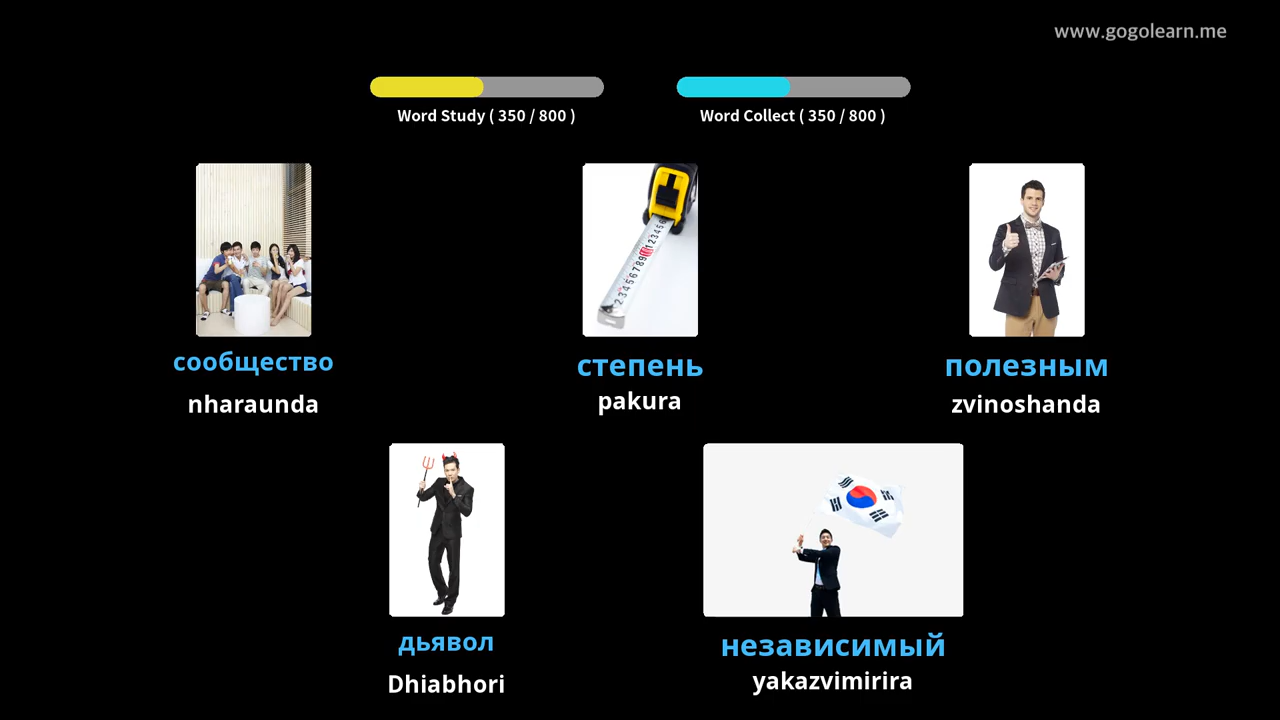 www.gogolearn.me
Word Study ( 350 / 800 )
Word Collect ( 350 / 800 )
сообщество
nharaunda
степень
pakura
полезным
zvinoshanda
дьявол
Dhiabhori
независимый
yakazvimirira